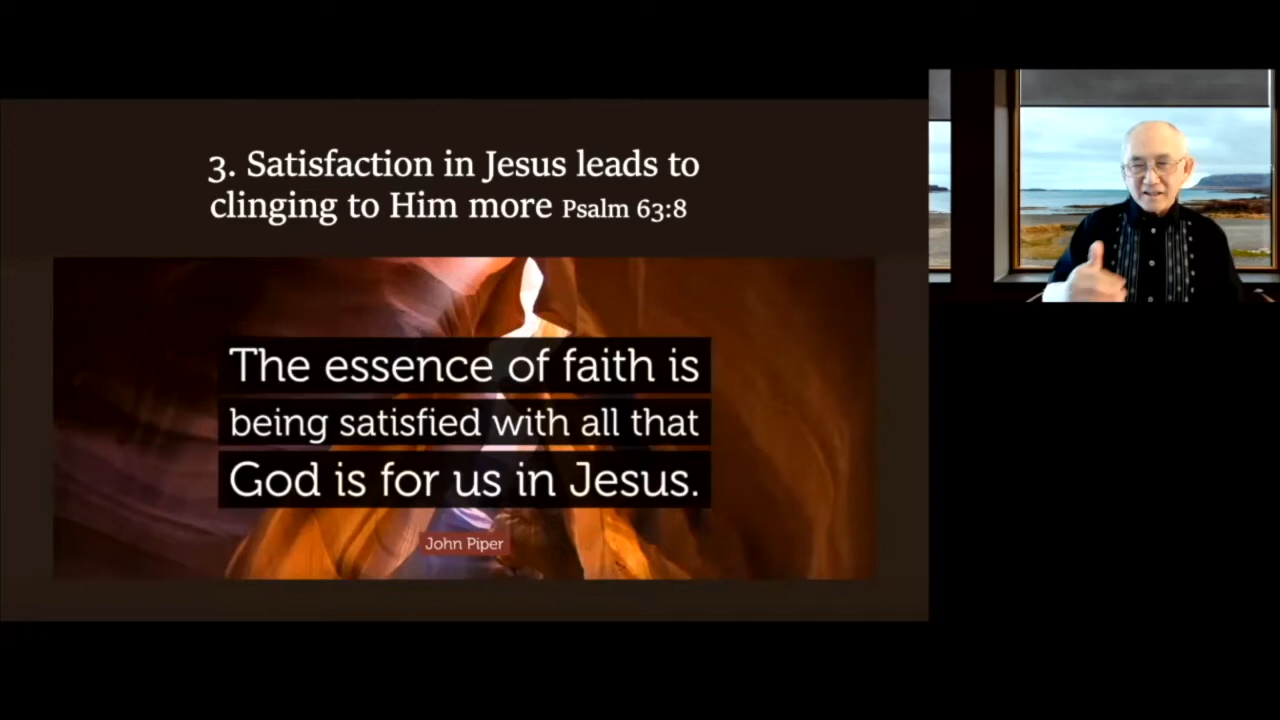 3. Satisfaction in Jesus leads to
clinging to Him more Psalm 63:8
The essence of faith is
being satisfied with all that
God is for us in Jesus.
John Piper